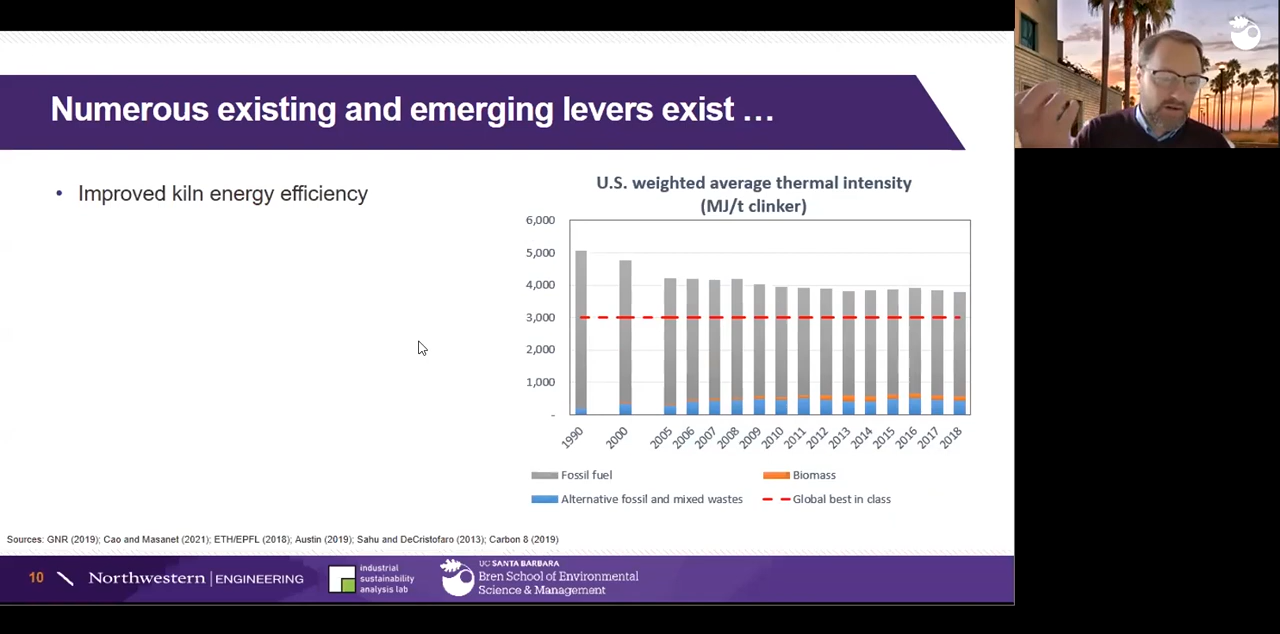 Numerous existing and emerging levers exist …
• Improved kiln energy efficiency
U.S. weighted average thermal intensity
(MJ/t clinker)
6,000
5,000
4,000
3,000
2,000
1,000
-
1990
2000
2005
2006
2007
2008
2009
2010
2011
2012
2013
2014
2015
2016
2017
2018
Fossil fuel
Biomass
Alternative fossil and mixed wastes
Global best in class
Sources: GNR (2019); Cao and Masanet (2021); ETH/EPFL (2018); Austin (2019); Sahu and DeCristofaro (2013); Carbon 8 (2019)
10
Northwestern | ENGINEERING
industrial
sustainability
analysis lab
UC SANTA BARBARA
Bren School of Environmental
Science & Management